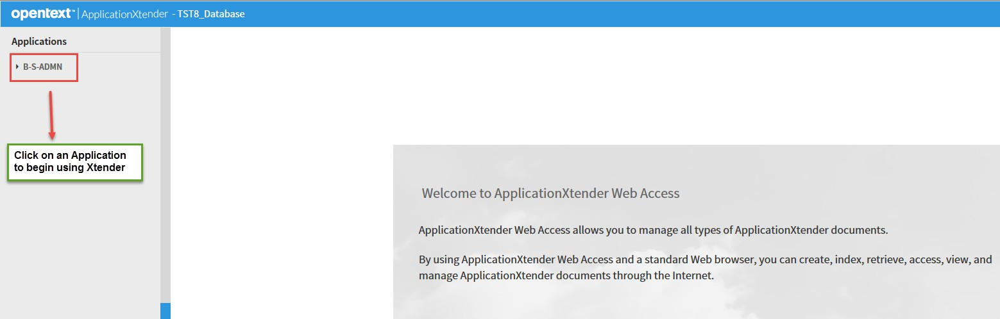 opentext™ | ApplicationXtender - TST8_Database
Applications
B-S-ADMN
Click on an Application
to begin using Xtender
Welcome to ApplicationXtender Web Access
ApplicationXtender Web Access allows you to manage all types of ApplicationXtender documents.
By using ApplicationXtender Web Access and a standard Web browser, you can create, index, retrieve, access, view, and
manage ApplicationXtender documents through the Internet.